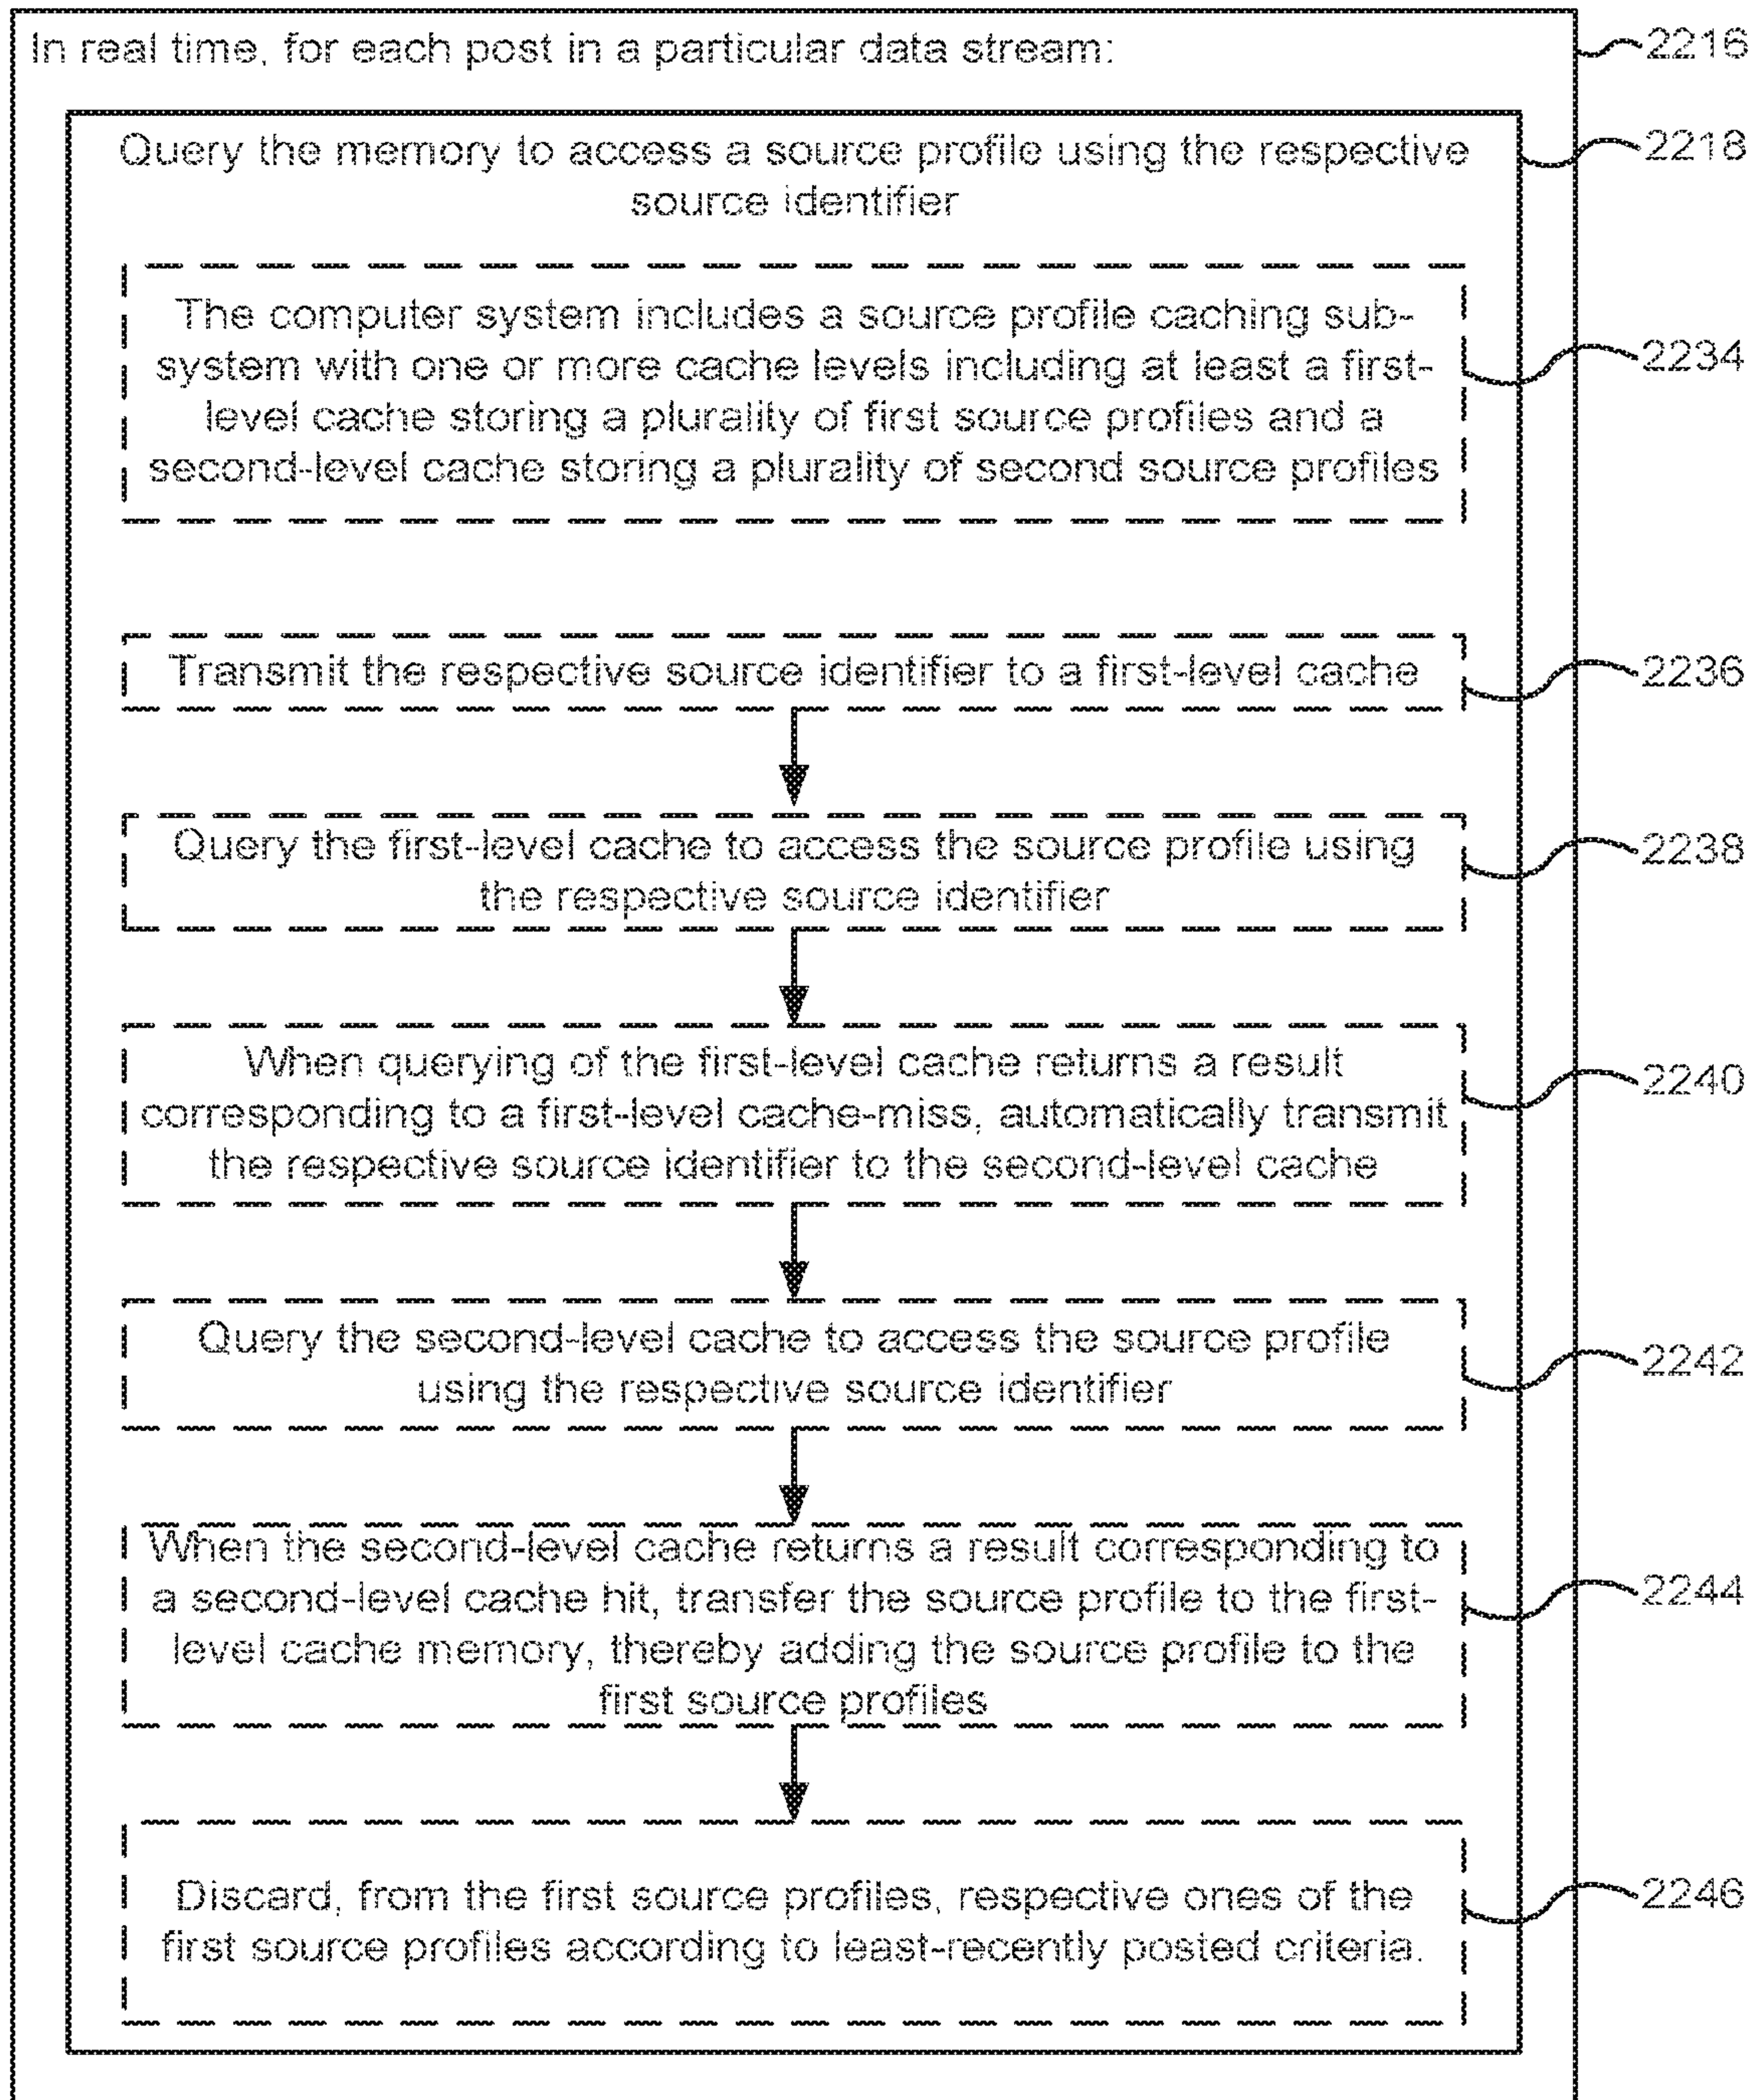 In real time, for each post in a particular data stream:
2216
Query the memory to access a source profile using the respective
source identifier
2218
The computer system includes a source profile caching sub-
system with one or more cache levels including at least a first-
level cache storing a plurality of first source profiles and a
second-level cache storing a plurality of second source profiles
2234
Transmit the respective source identifier to a first-level cache
2236
Query the first-level cache to access the source profile using
the respective source identifier
2238
When querying of the first-level cache returns a result
corresponding to a first-level cache-miss, automatically transmit
the respective source identifier to the second-level cache
2240
Query the second-level cache to access the source profile
using the respective source identifier
2242
When the second-level cache returns a result corresponding to
a second-level cache hit, transfer the source profile to the first-
level cache memory, thereby adding the source profile to the
first source profiles
2244
Discard, from the first source profiles, respective ones of the
first source profiles according to least-recently posted criteria.
2246